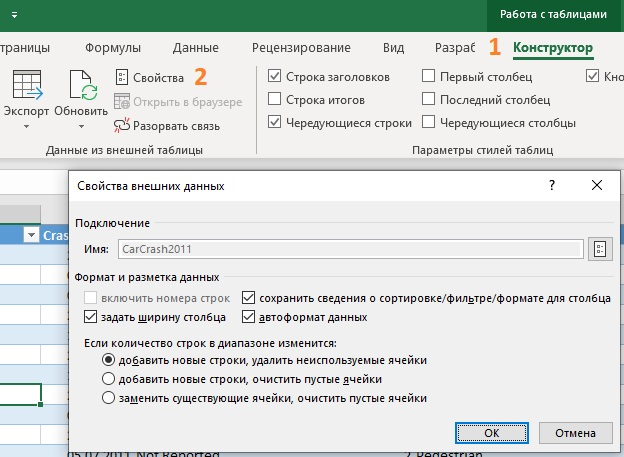 Работа с таблицами
траницы Формулы Данные Рецензирование Вид Разраб 1 Конструктор
Экспорт Обновить
Свойства 2
Открыть в браузере
Разорвать связь
Данные из внешней таблицы
Строка заголовков Первый столбец Кно
Строка итогов Последний столбец
Чередующиеся строки Чередующиеся столбцы
Параметры стилей таблиц
Свойства внешних данных ?
Cras
Подключение
Имя: CarCrash2011
Формат и разметка данных
включить номера строк сохранить сведения о сортировке/фильтре/формате для столбца
задать ширину столбца автоформат данных
Если количество строк в диапазоне изменится:
добавить новые строки, удалить неиспользуемые ячейки
добавить новые строки, очистить пустые ячейки
заменить существующие ячейки, очистить пустые ячейки
ОК Отмена
05.07.2011 Not Reported 2 Pedestrian